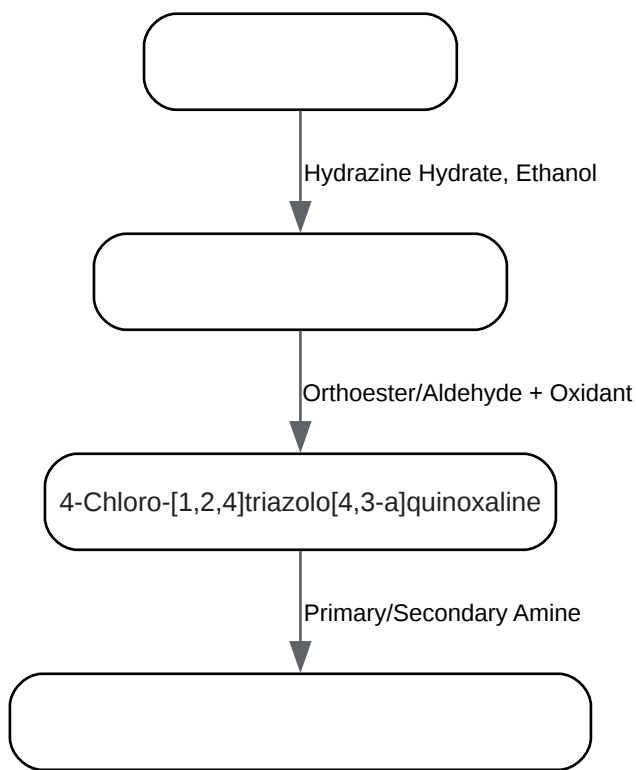 Hydrazine Hydrate, Ethanol
Orthoester/Aldehyde + Oxidant
4-Chloro-[1,2,4]triazolo[4,3-a]quinoxaline
Primary/Secondary Amine